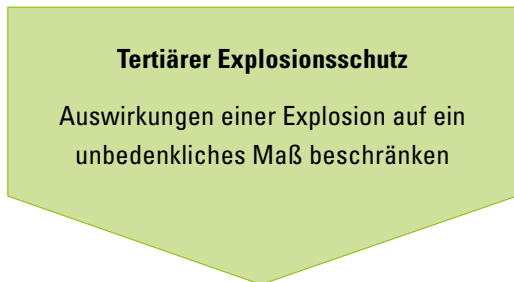 Tertiärer Explosionsschutz
Auswirkungen einer Explosion auf ein
unbedenkliches Maß beschränken